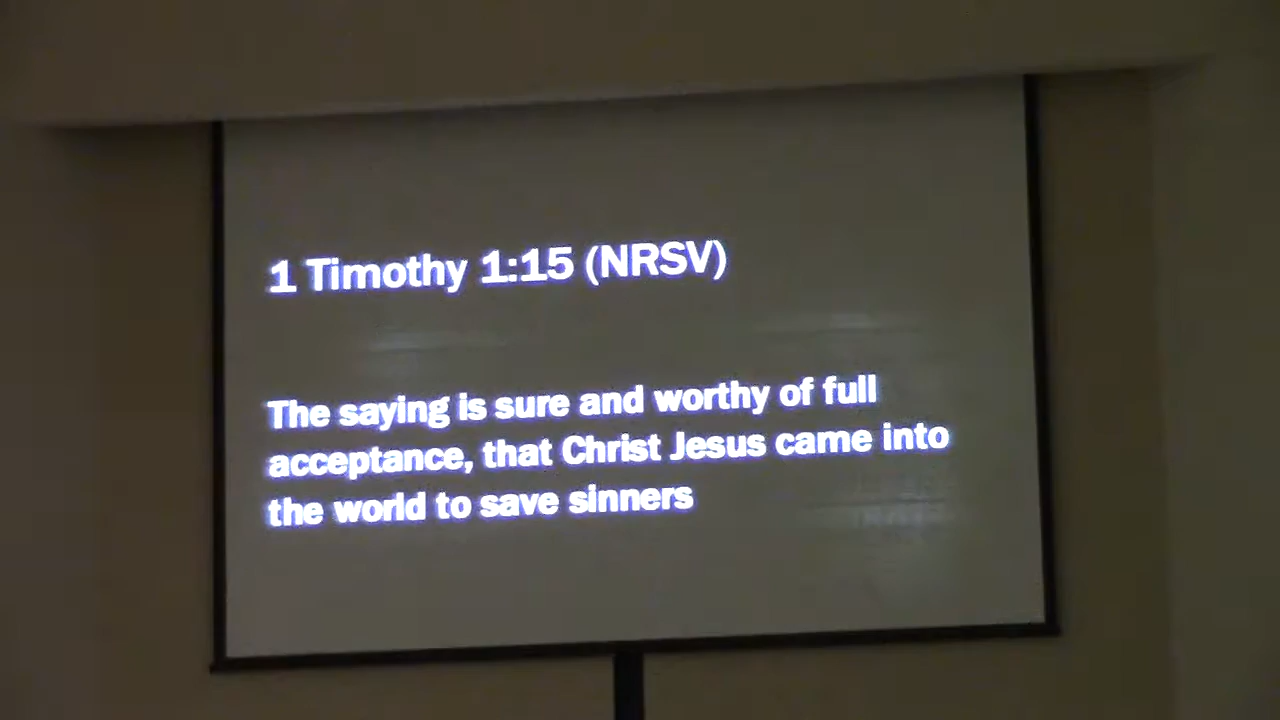 1 Timothy 1:15 (NRSV)
The saying is sure and worthy of full
acceptance, that Christ Jesus came into
the world to save sinners